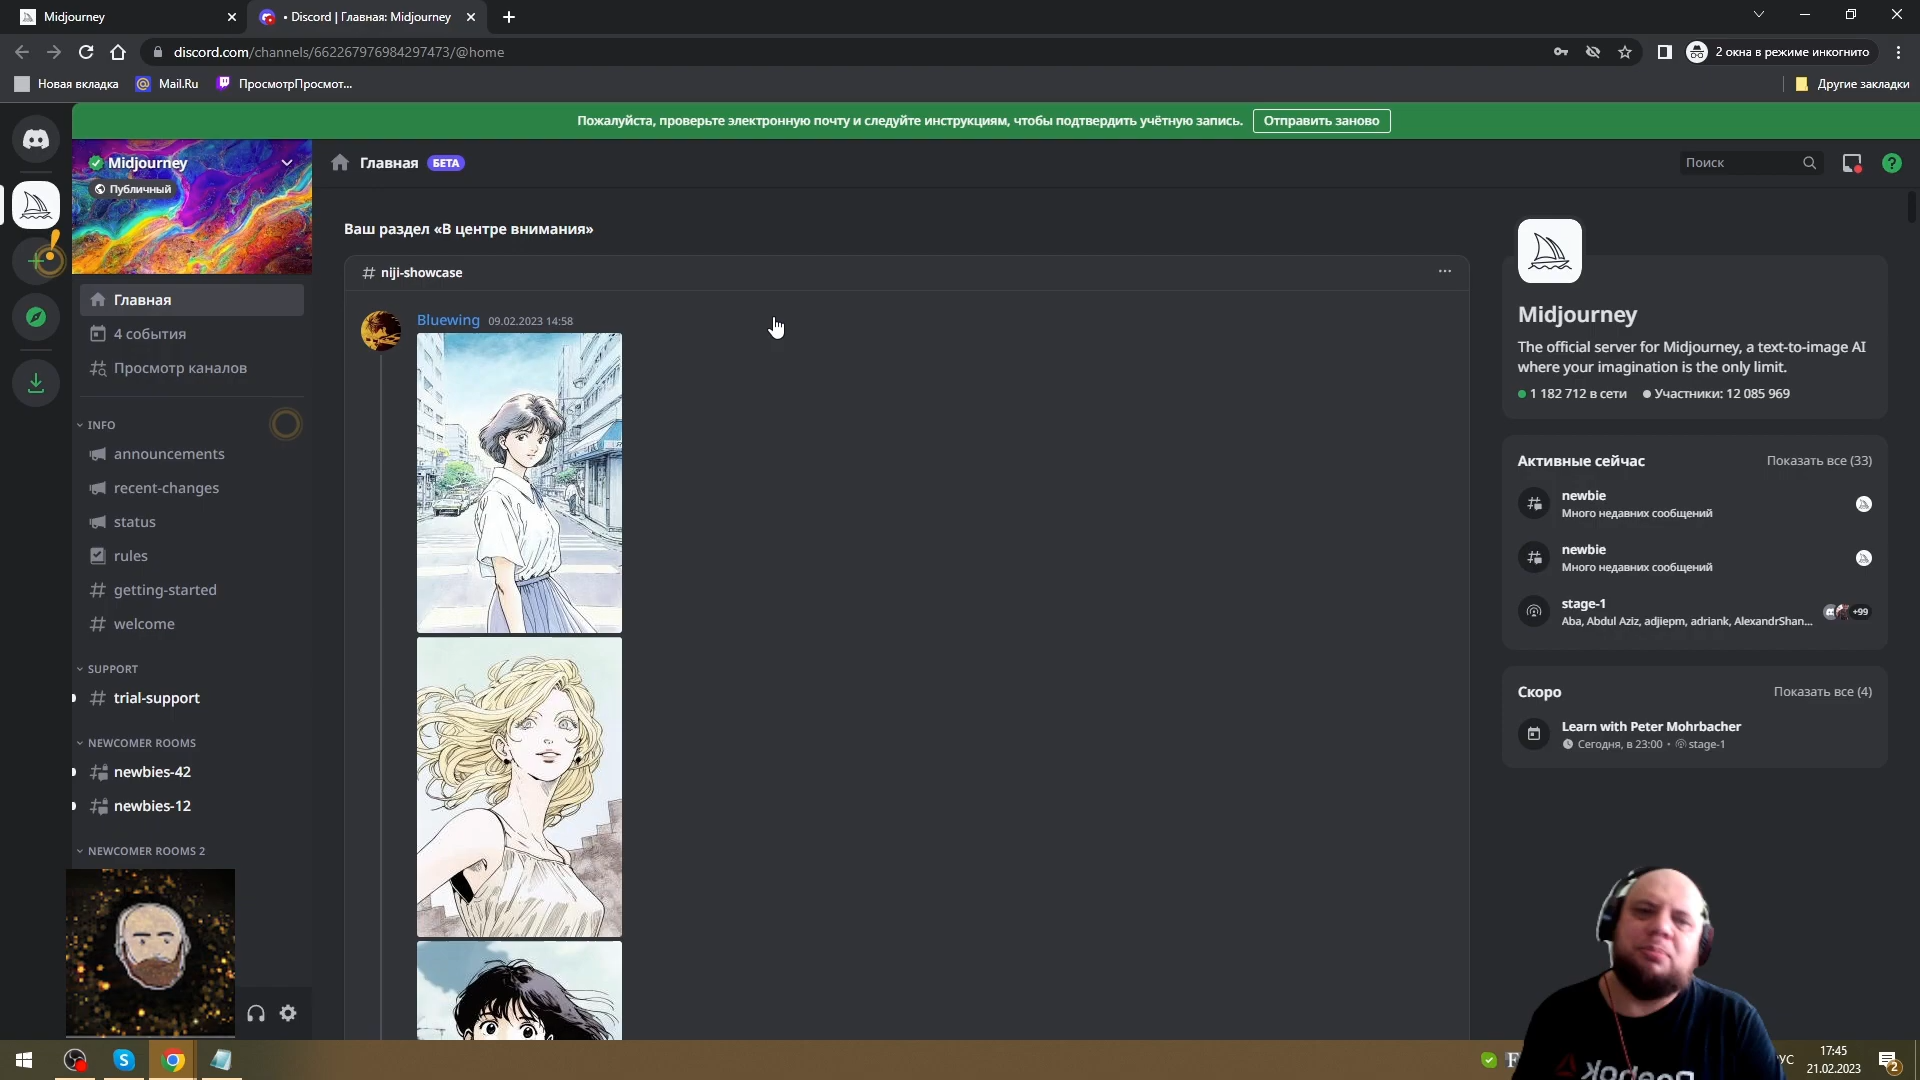 Midjourney
• Discord | Главная: Midjourney
discord.com/channels/662267976984297473/@home
2 окна в режиме инкогнито
Новая вкладка
Mail.Ru
ПросмотрПросмот...
Другие закладки
Пожалуйста, проверьте электронную почту и следуйте инструкциям, чтобы подтвердить учётную запись.
Отправить заново
Midjourney
Публичный
Главная
БЕТА
Поиск
Ваш раздел «В центре внимания»
# niji-showcase
Bluewing 09.02.2023 14:58
Главная
4 события
Просмотр каналов
INFO
announcements
recent-changes
status
rules
getting-started
welcome
SUPPORT
trial-support
NEWCOMER ROOMS
newbies-42
newbies-12
NEWCOMER ROOMS 2
Midjourney
The official server for Midjourney, a text-to-image AI
where your imagination is the only limit.
1 182 712 в сети
Участники: 12 085 969
Активные сейчас
Показать все (33)
newbie
Много недавних сообщений
newbie
Много недавних сообщений
stage-1
Aba, Abdul Aziz, adjiepm, adriank, AlexandrShan...
+99
Скоро
Показать все (4)
Learn with Peter Mohrbacher
Сегодня, в 23:00 • stage-1
17:45
21.02.2023
2